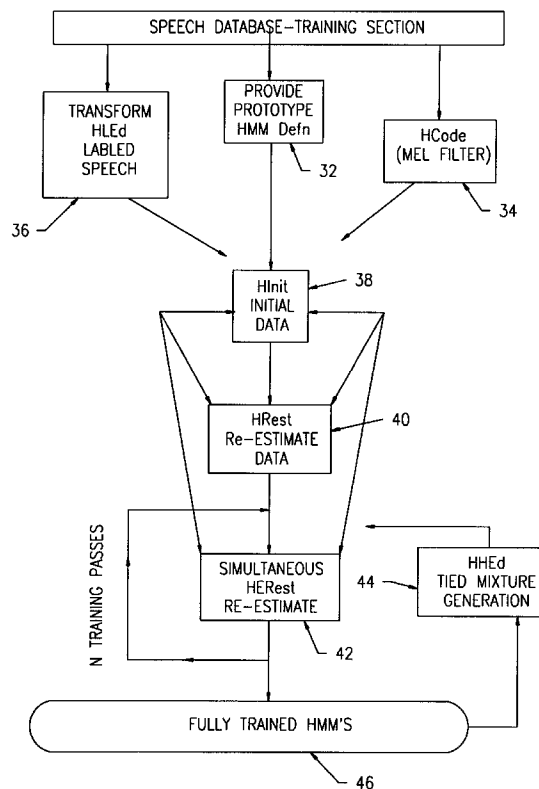 SPEECH DATABASE-TRAINING SECTION
TRANSFORM
HLEd
LABLED
SPEECH
36
PROVIDE
PROTOTYPE
HMM Defn
32
HCode
(MEL FILTER)
34
HInit
INITIAL
DATA
38
HRest
Re-ESTIMATE
DATA
40
N TRAINING PASSES
SIMULTANEOUS
HERest
RE-ESTIMATE
42
HHEd
TIED MIXTURE
GENERATION
44
FULLY TRAINED HMM'S
46